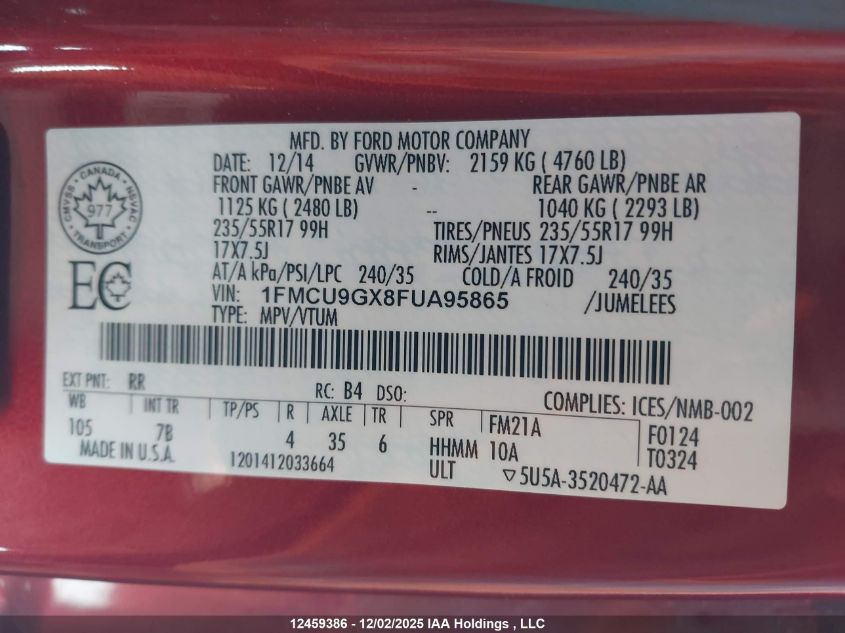 MFD. BY FORD MOTOR COMPANY
DATE: 12/14 GVWR/PNBV: 2159 KG ( 4760 LB)
FRONT GAWR/PNBE AV - REAR GAWR/PNBE AR
1125 KG ( 2480 LB) -- 1040 KG ( 2293 LB)
235/55R17 99H TIRES/PNEUS 235/55R17 99H
17X7.5J RIMS/JANTES 17X7.5J
AT/A kPa/PSI/LPC 240/35 COLD/A FROID 240/35
VIN: 1FMCU9GX8FUA95865 /JUMELEES
TYPE: MPV/VTUM
CANADA
CMVSS NSVAC
977
TRANSPORT
EC
EXT PNT: RR RC: B4 DSO: COMPLIES: ICES/NMB-002
WB INT TR TP/PS R AXLE TR SPR FM21A F0124
105 7B 4 35 6 HHMM 10A T0324
MADE IN U.S.A. 1201412033664 ULT ▽5U5A-3520472-AA
12459386 - 12/02/2025 IAA Holdings , LLC